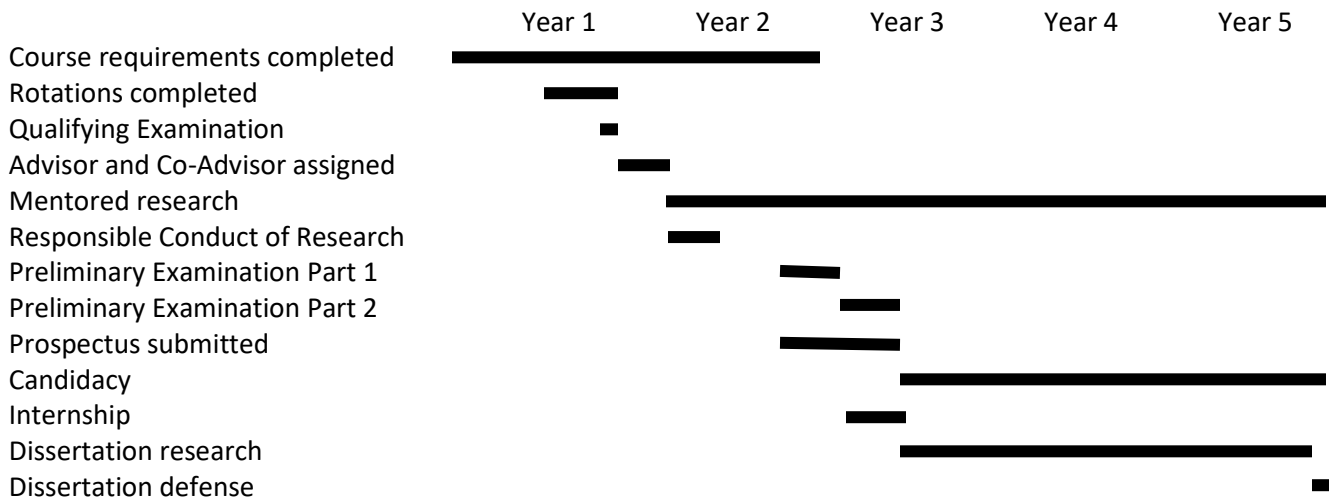 Year 1 Year 2 Year 3 Year 4 Year 5
Course requirements completed
Rotations completed
Qualifying Examination
Advisor and Co-Advisor assigned
Mentored research
Responsible Conduct of Research
Preliminary Examination Part 1
Preliminary Examination Part 2
Prospectus submitted
Candidacy
Internship
Dissertation research
Dissertation defense